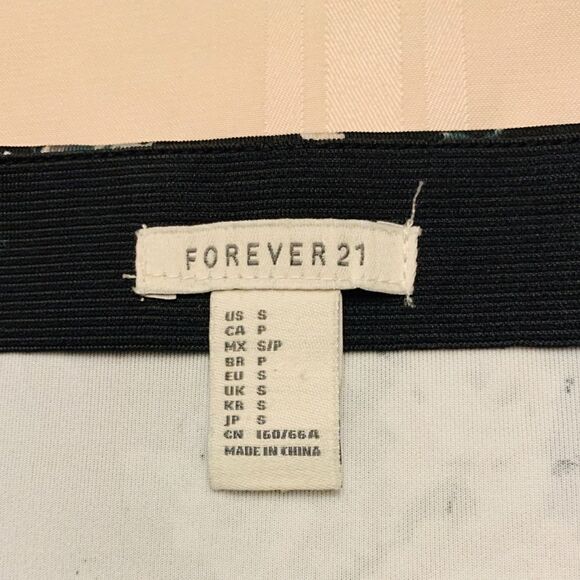 FOREVER 21
US S
CA P
MX S/P
BR P
EU S
UK S
KR S
JP S
CN 160/66A
MADE IN CHINA